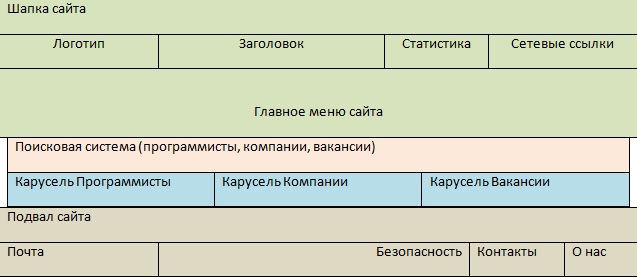 Шапка сайта
Логотип Заголовок Статистика Сетевые ссылки
Главное меню сайта
Поисковая система (программисты, компании, вакансии)
Карусель Программисты Карусель Компании Карусель Вакансии
Подвал сайта
Почта Безопасность Контакты О нас